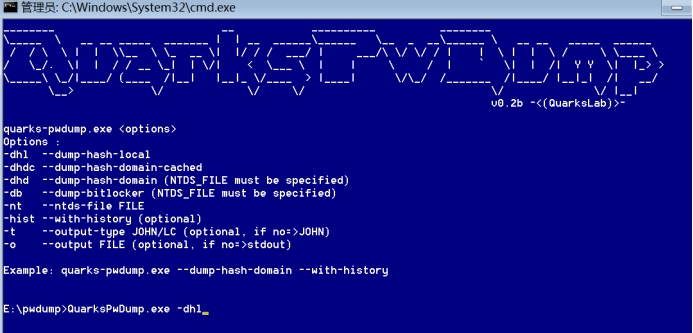 管理员: C:\Windows\System32\cmd.exe
QuarksPwDump
v0.2b -<(QuarksLab)>-
quarks-pwdump.exe <options>
Options :
-dhl --dump-hash-local
-dhdc --dump-hash-domain-cached
-dhd --dump-hash-domain (NTDS_FILE must be specified)
-db --dump-bitlocker (NTDS_FILE must be specified)
-nt --ntds-file FILE
-hist --with-history (optional)
-t --output-type JOHN/LC (optional, if no=>JOHN)
-o --output FILE (optional, if no=>stdout)
Example: quarks-pwdump.exe --dump-hash-domain --with-history
E:\pwdump>QuarksPwDump.exe -dhl